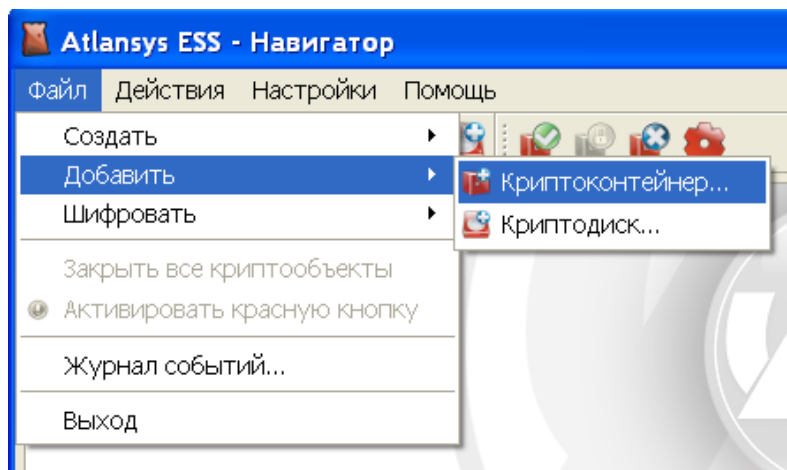 Atlansys ESS - Навигатор
Файл Действия Настройки Помощь
Создать
Добавить
Криптоконтейнер...
Шифровать
Криптодиск...
Закрыть все криптообъекты
Активировать красную кнопку
Журнал событий...
Выход